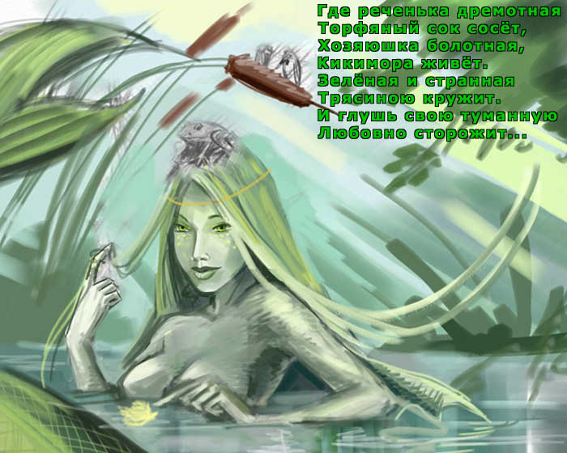 Где реченька дремотная
Торфяный сок сосёт,
Хозяюшка болотная,
Кикимора живёт.
Зелёная и странная
Трясиною кружит.
И глушь свою туманную
Любовно сторожит...